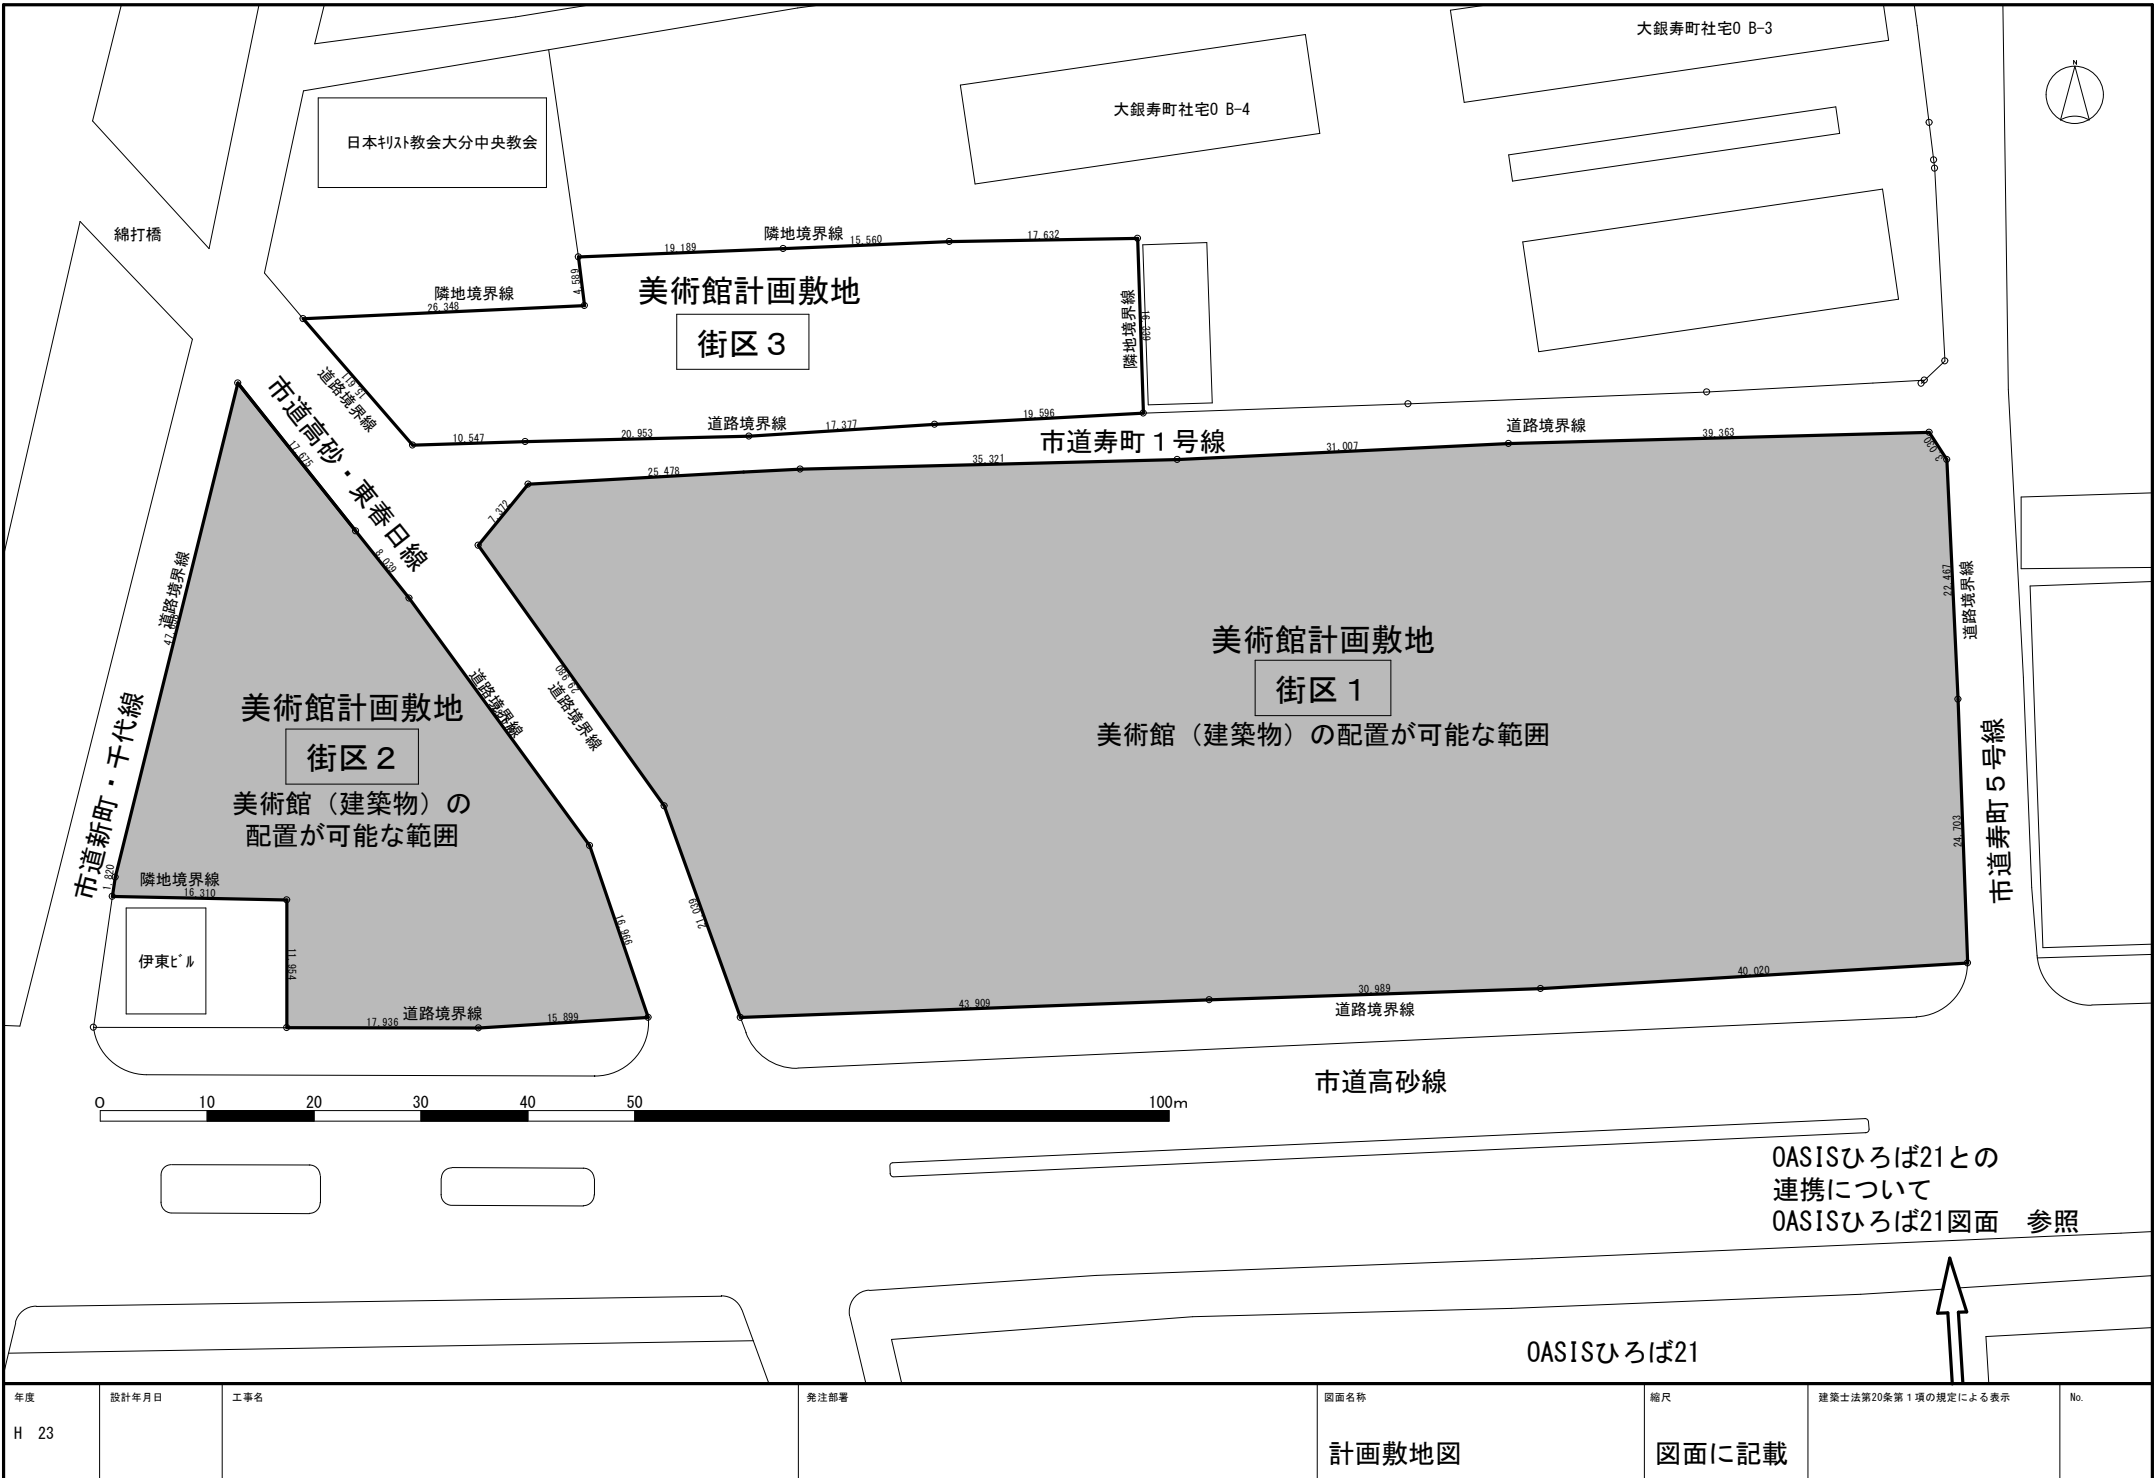 大銀寿町社宅O B-3
N
大銀寿町社宅O B-4
日本ｷﾘｽﾄ教会大分中央教会
綿打橋
隣地境界線
19.189
15.560
17.632
4.589
隣地境界線
26.348
美術館計画敷地
街区３
隣地境界線
16.339
道路境界線
15.611
市道高砂・東春日線
17.675
8.039
10.547
20.953
道路境界線
17.377
19.596
市道寿町１号線
道路境界線
25.478
35.321
31.007
39.363
3.030
7.372
道路境界線
道路境界線
道路境界線
29.980
道路境界線
22.467
24.703
市道寿町５号線
美術館計画敷地
街区１
美術館（建築物）の配置が可能な範囲
美術館計画敷地
街区２
美術館（建築物）の
配置が可能な範囲
市道新町・千代線
1.820
隣地境界線
16.310
11.954
伊東ﾋﾞﾙ
16.966
21.039
17.936
道路境界線
15.899
43.909
30.989
40.020
道路境界線
市道高砂線
0 10 20 30 40 50 100m
OASISひろば21との
連携について
OASISひろば21図面　参照
OASISひろば21
年度
H 23
設計年月日
工事名
発注部署
図面名称
計画敷地図
縮尺
図面に記載
建築士法第20条第１項の規定による表示
No.